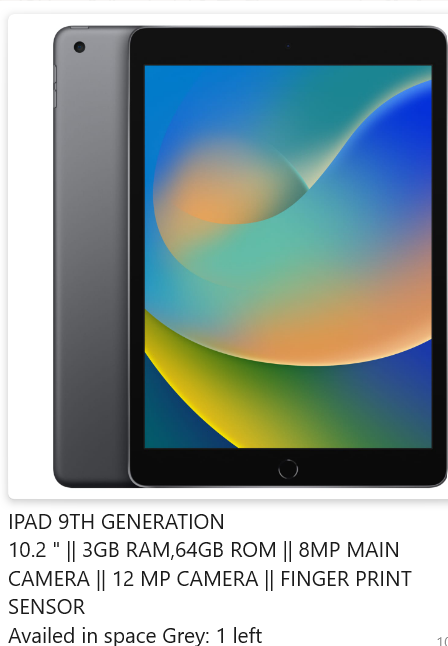 IPAD 9TH GENERATION
10.2 " || 3GB RAM,64GB ROM || 8MP MAIN
CAMERA || 12 MP CAMERA || FINGER PRINT
SENSOR
Availed in space Grey: 1 left